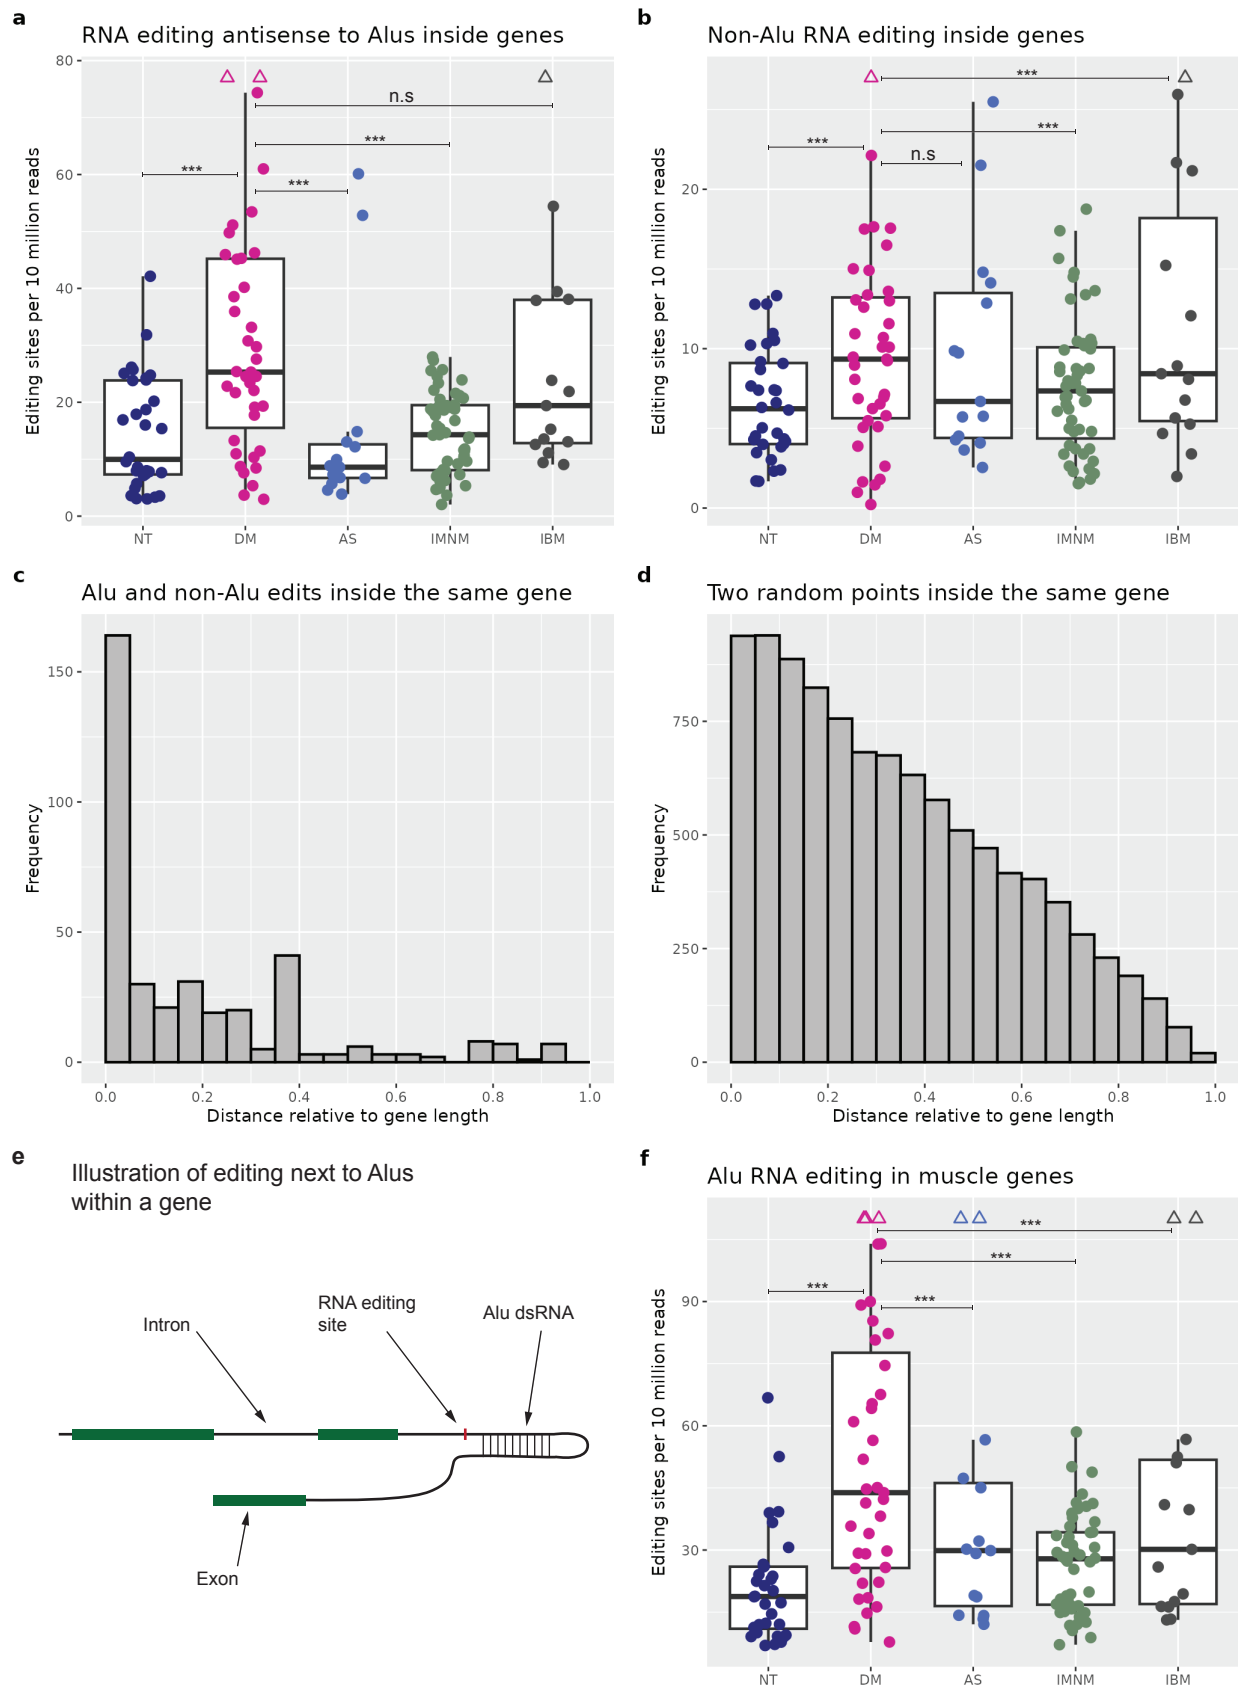 a
RNA editing antisense to Alus inside genes
Editing sites per 10 million reads
80
60
40
20
0
n.s
***
***
***
NT DM AS IMNM IBM
b
Non-Alu RNA editing inside genes
Editing sites per 10 million reads
20
10
0
***
***
***
n.s
NT DM AS IMNM IBM
c
Alu and non-Alu edits inside the same gene
Frequency
150
100
50
0
0.0 0.2 0.4 0.6 0.8 1.0
Distance relative to gene length
d
Two random points inside the same gene
Frequency
750
500
250
0
0.0 0.2 0.4 0.6 0.8 1.0
Distance relative to gene length
e
Illustration of editing next to Alus
within a gene
Intron
RNA editing
site
Alu dsRNA
Exon
f
Alu RNA editing in muscle genes
Editing sites per 10 million reads
90
60
30
***
***
***
***
NT DM AS IMNM IBM